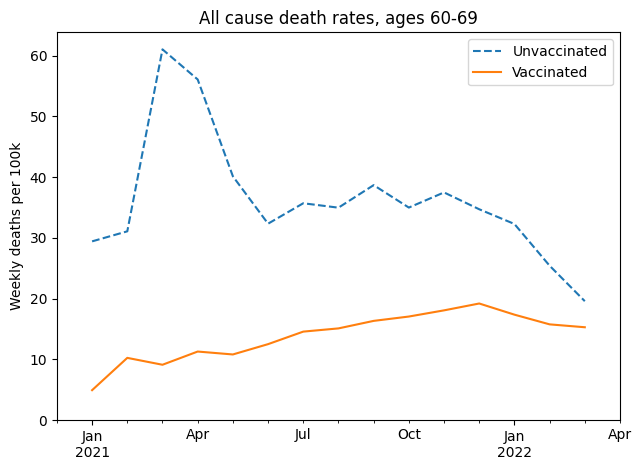 All cause death rates, ages 60-69
Unvaccinated
Vaccinated
Weekly deaths per 100k
60
50
40
30
20
10
0
Jan Apr Jul Oct Jan Apr
2021 2022